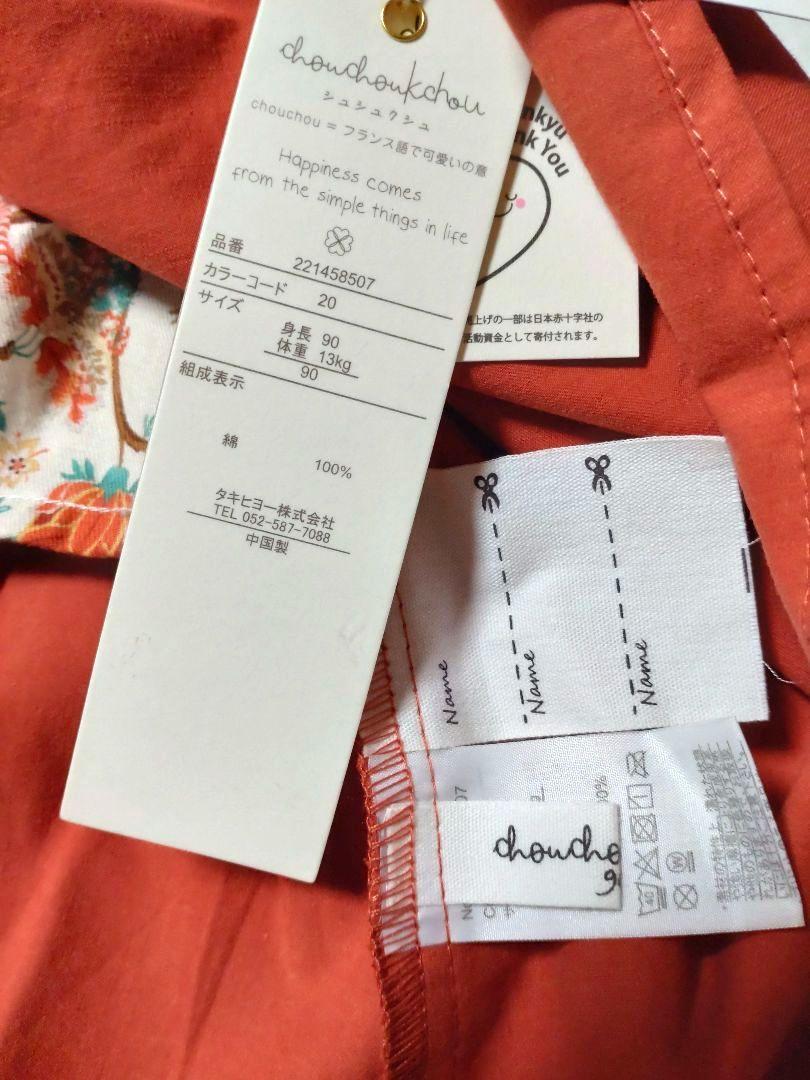 chouchoukchou
シュシュクシュ
chouchou = フランス語で可愛いの意
Happiness comes
from the simple things in life
品番
221458507
カラーコード 20
サイズ
身長 90
体重 13kg
90
組成表示
綿
100%
タキヒヨー株式会社
TEL 052-587-7088
中国製
nkyu
nk You
上げの一部は日本赤十字社の
活動資金として寄付されます。
Name
Name
Name
choucho
40
W